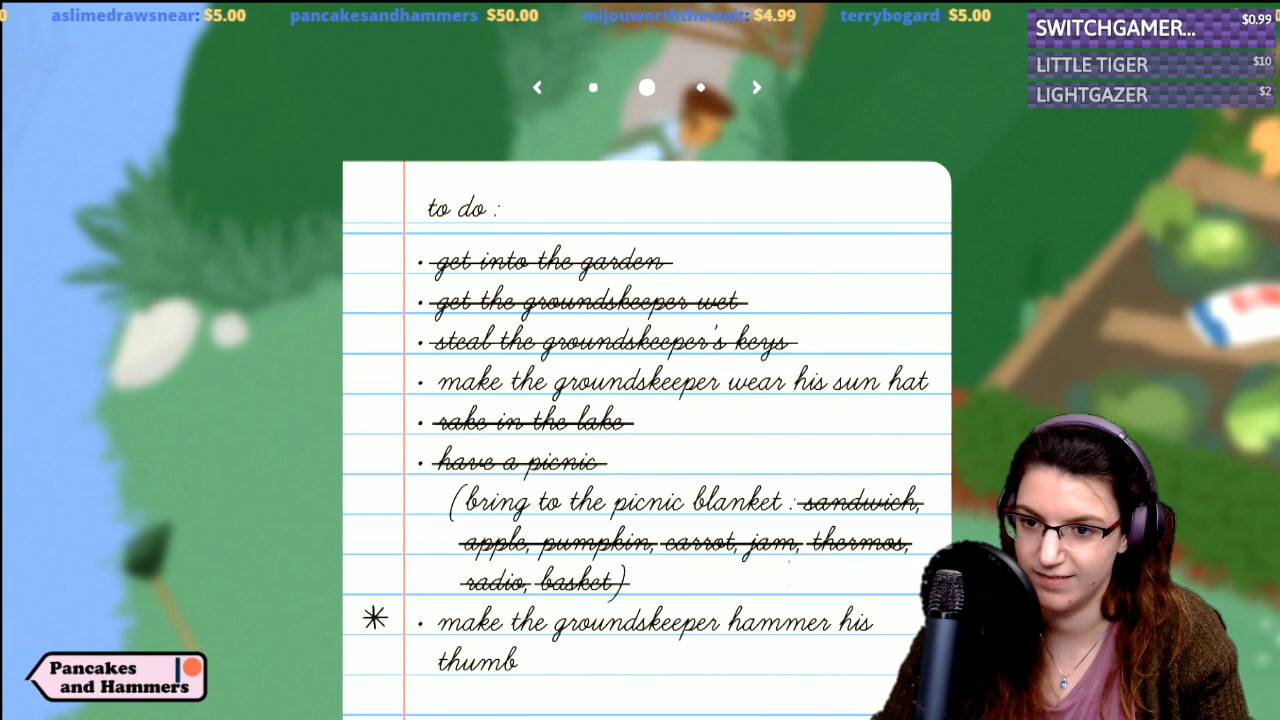 0 aslimedrawsnear: $5.00 pancakesandhammers $50.00 mijouworththewait: $4.99 terrybogard $5.00
SWITCHGAMER... $0.99
LITTLE TIGER $10
LIGHTGAZER $2
to do :
• get into the garden
• get the groundskeeper wet
• steal the groundskeeper's keys
• make the groundskeeper wear his sun hat
• rake in the lake
• have a picnic
(bring to the picnic blanket : sandwich,
apple, pumpkin, carrot, jam, thermos,
radio, basket)
• make the groundskeeper hammer his
thumb
Pancakes
and Hammers